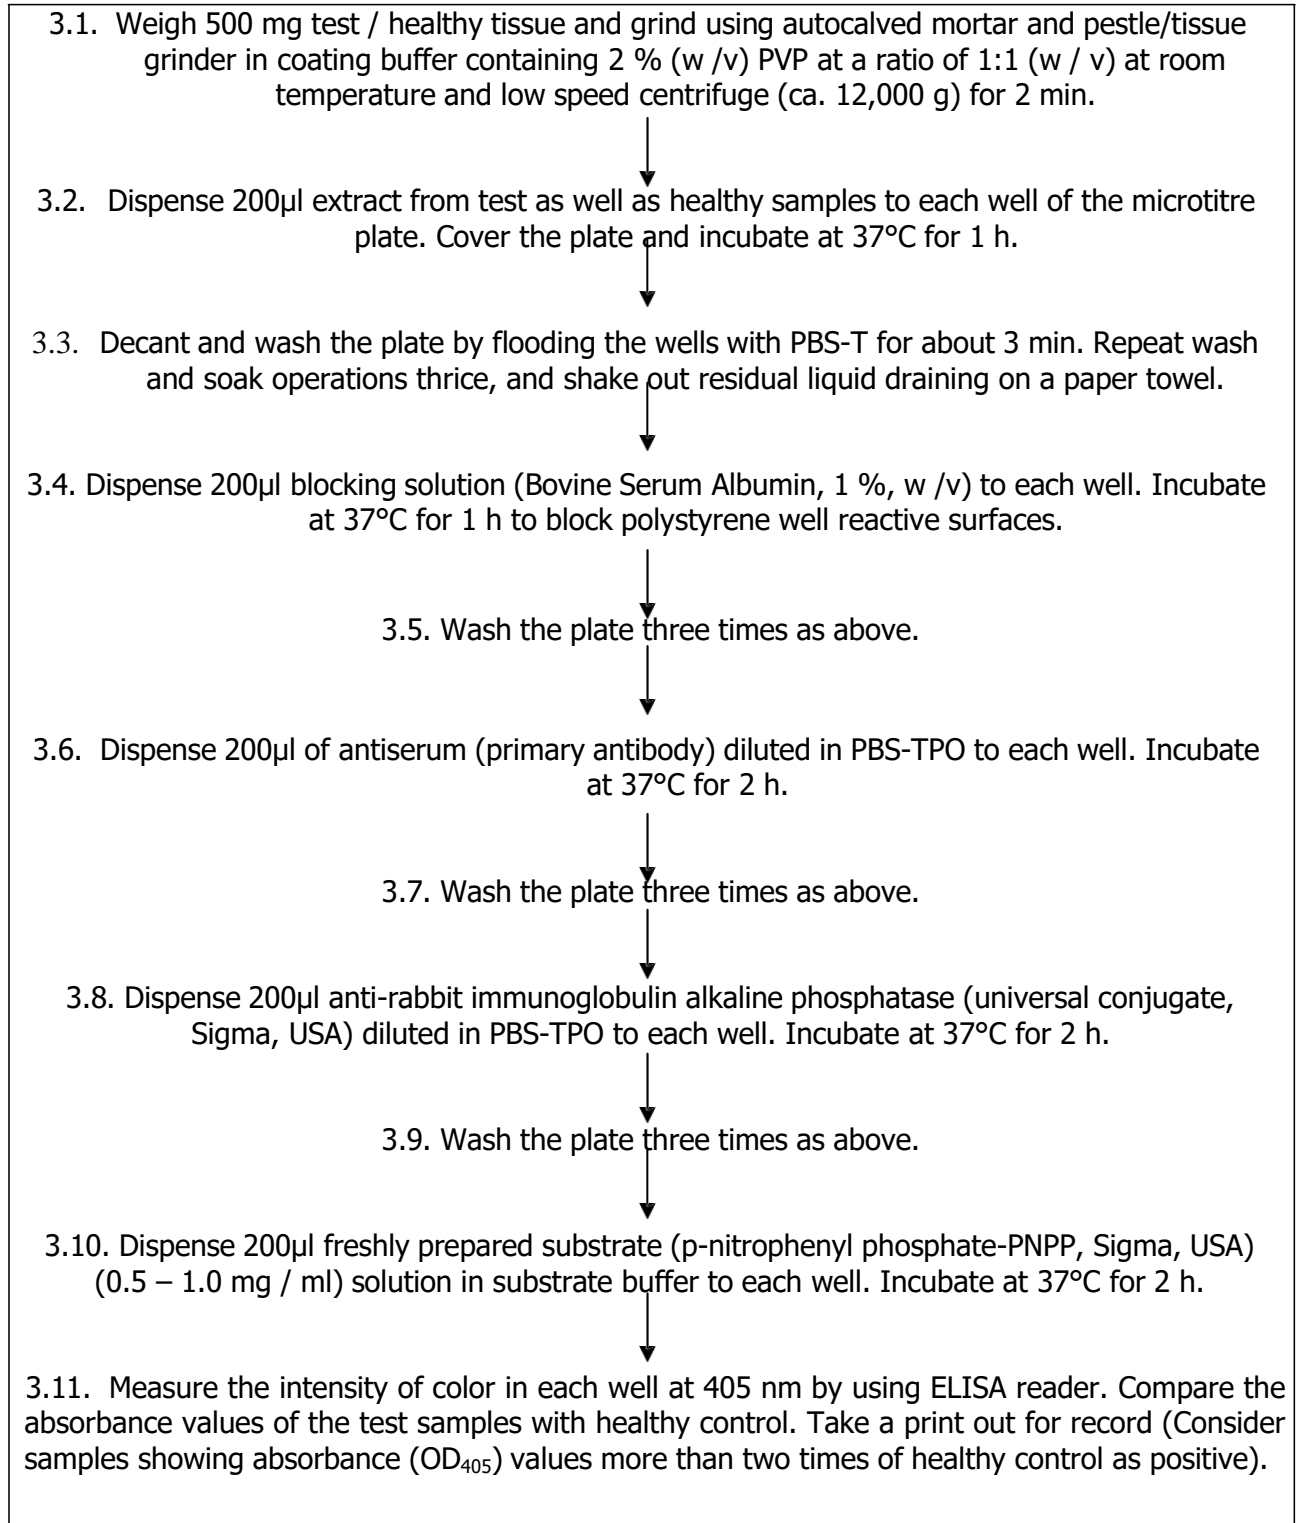 3.1. Weigh 500 mg test / healthy tissue and grind using autocalved mortar and pestle/tissue
grinder in coating buffer containing 2 % (w /v) PVP at a ratio of 1:1 (w / v) at room
temperature and low speed centrifuge (ca. 12,000 g) for 2 min.
3.2. Dispense 200µl extract from test as well as healthy samples to each well of the microtitre
plate. Cover the plate and incubate at 37°C for 1 h.
3.3. Decant and wash the plate by flooding the wells with PBS-T for about 3 min. Repeat wash
and soak operations thrice, and shake out residual liquid draining on a paper towel.
3.4. Dispense 200µl blocking solution (Bovine Serum Albumin, 1 %, w /v) to each well. Incubate
at 37°C for 1 h to block polystyrene well reactive surfaces.
3.5. Wash the plate three times as above.
3.6. Dispense 200µl of antiserum (primary antibody) diluted in PBS-TPO to each well. Incubate
at 37°C for 2 h.
3.7. Wash the plate three times as above.
3.8. Dispense 200µl anti-rabbit immunoglobulin alkaline phosphatase (universal conjugate,
Sigma, USA) diluted in PBS-TPO to each well. Incubate at 37°C for 2 h.
3.9. Wash the plate three times as above.
3.10. Dispense 200µl freshly prepared substrate (p-nitrophenyl phosphate-PNPP, Sigma, USA)
(0.5 – 1.0 mg / ml) solution in substrate buffer to each well. Incubate at 37°C for 2 h.
3.11. Measure the intensity of color in each well at 405 nm by using ELISA reader. Compare the
absorbance values of the test samples with healthy control. Take a print out for record (Consider
samples showing absorbance (OD₄₀₅) values more than two times of healthy control as positive).